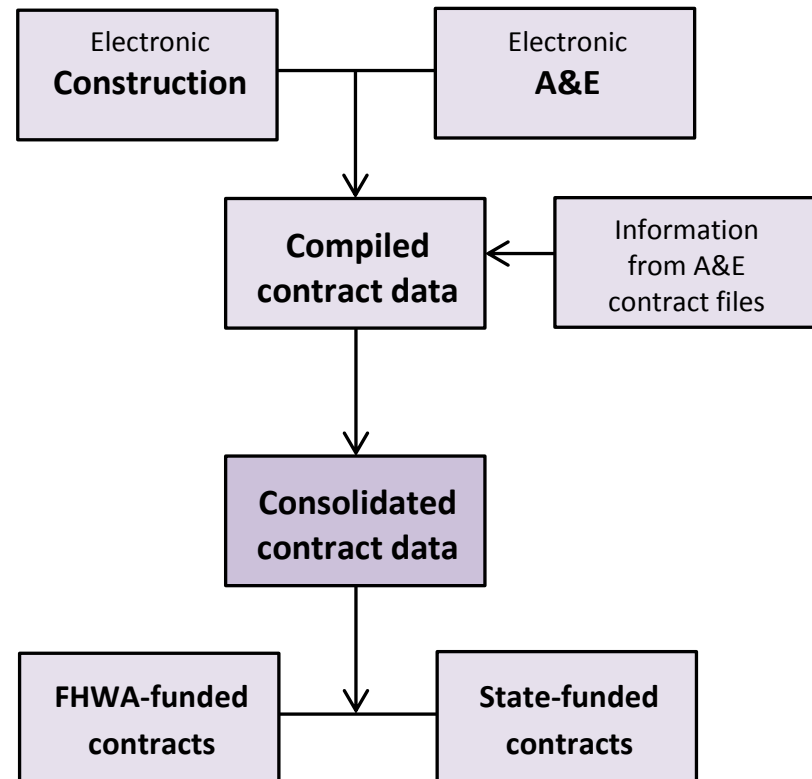 Electronic
Construction
Electronic
A&E
Compiled
contract data
Information
from A&E
contract files
Consolidated
contract data
FHWA-funded
contracts
State-funded
contracts